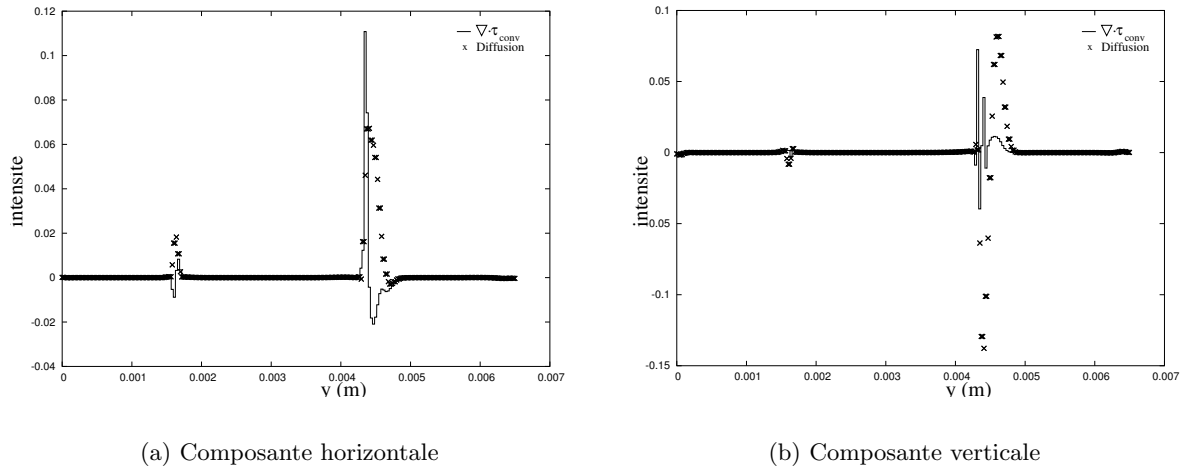 0.12
0.1
0.08
0.06
0.04
0.02
0
-0.02
-0.04
0 0.001 0.002 0.003 0.004 0.005 0.006 0.007
intensite
y (m)
∇·τ_conv
x Diffusion
(a) Composante horizontale
0.1
0.05
0
-0.05
-0.1
-0.15
0 0.001 0.002 0.003 0.004 0.005 0.006 0.007
intensite
y (m)
∇·τ_conv
x Diffusion
(b) Composante verticale